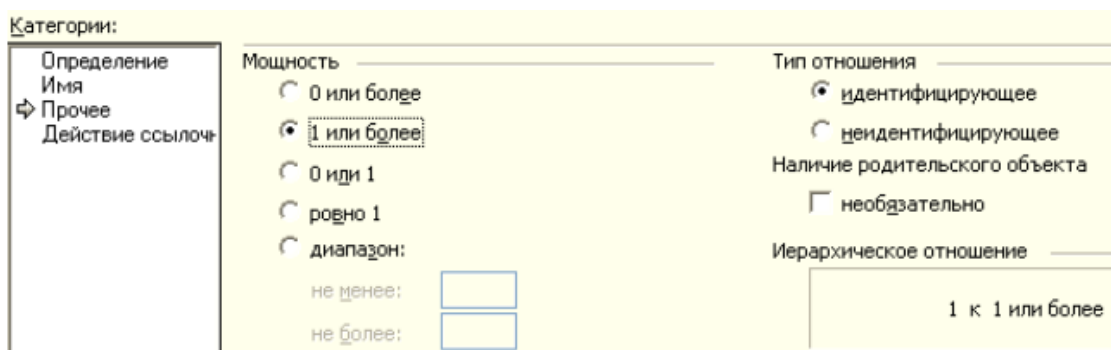 Категории:
Определение
Имя
Прочее
Действие ссылочн
Мощность
0 или более
1 или более
0 или 1
ровно 1
диапазон:
не менее:
не более:
Тип отношения
идентифицирующее
неидентифицирующее
Наличие родительского объекта
необязательно
Иерархическое отношение
1 к 1 или более